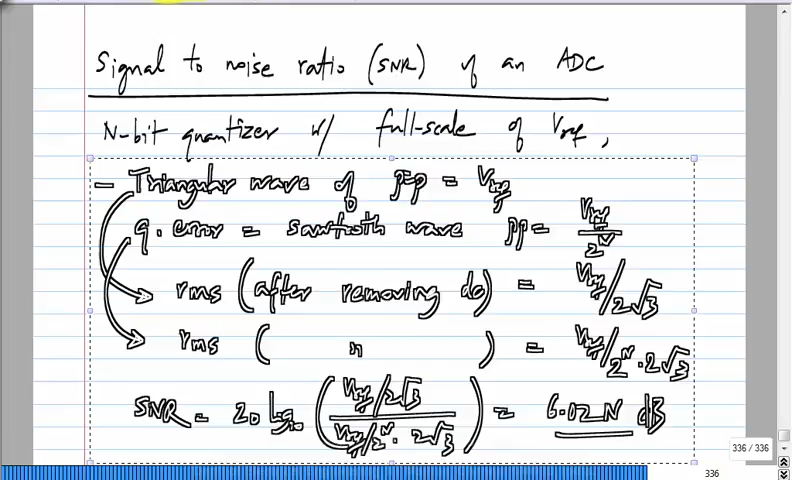 Signal to noise ratio (SNR) of an ADC
N-bit quantizer w/ full-scale of Vref,
– Triangular wave of p-p = Vref
q. error = sawtooth wave pp = Vref/2^N
rms (after removing dc) = Vref/2√3
rms ( " ) = Vref/2^N · 2√3
SNR = 20 log10 (Vref/2√3 / Vref/2^N · 2√3) = 6.02 N dB
336 / 336
336